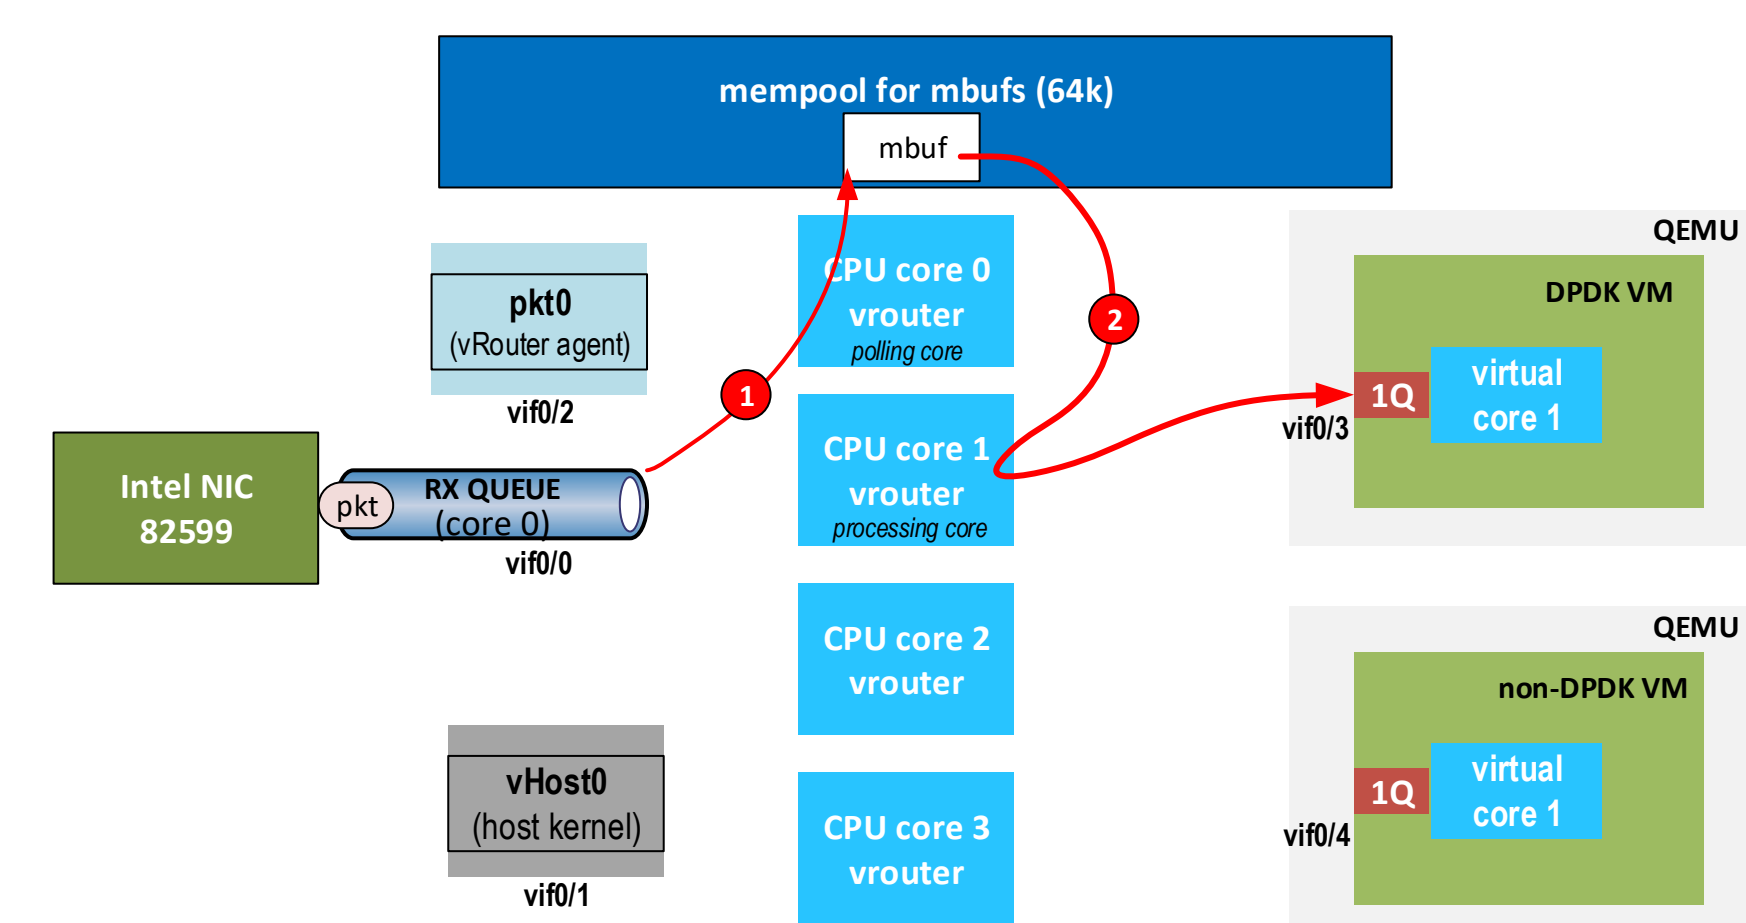 mempool for mbufs (64k)
mbuf
QEMU
CPU core 0
vrouter
polling core
pkt0
(vRouter agent)
vif0/2
2
DPDK VM
virtual
core 1
1Q
vif0/3
1
CPU core 1
vrouter
processing core
Intel NIC
82599
pkt
RX QUEUE
(core 0)
vif0/0
CPU core 2
vrouter
QEMU
non-DPDK VM
virtual
core 1
1Q
vif0/4
vHost0
(host kernel)
vif0/1
CPU core 3
vrouter